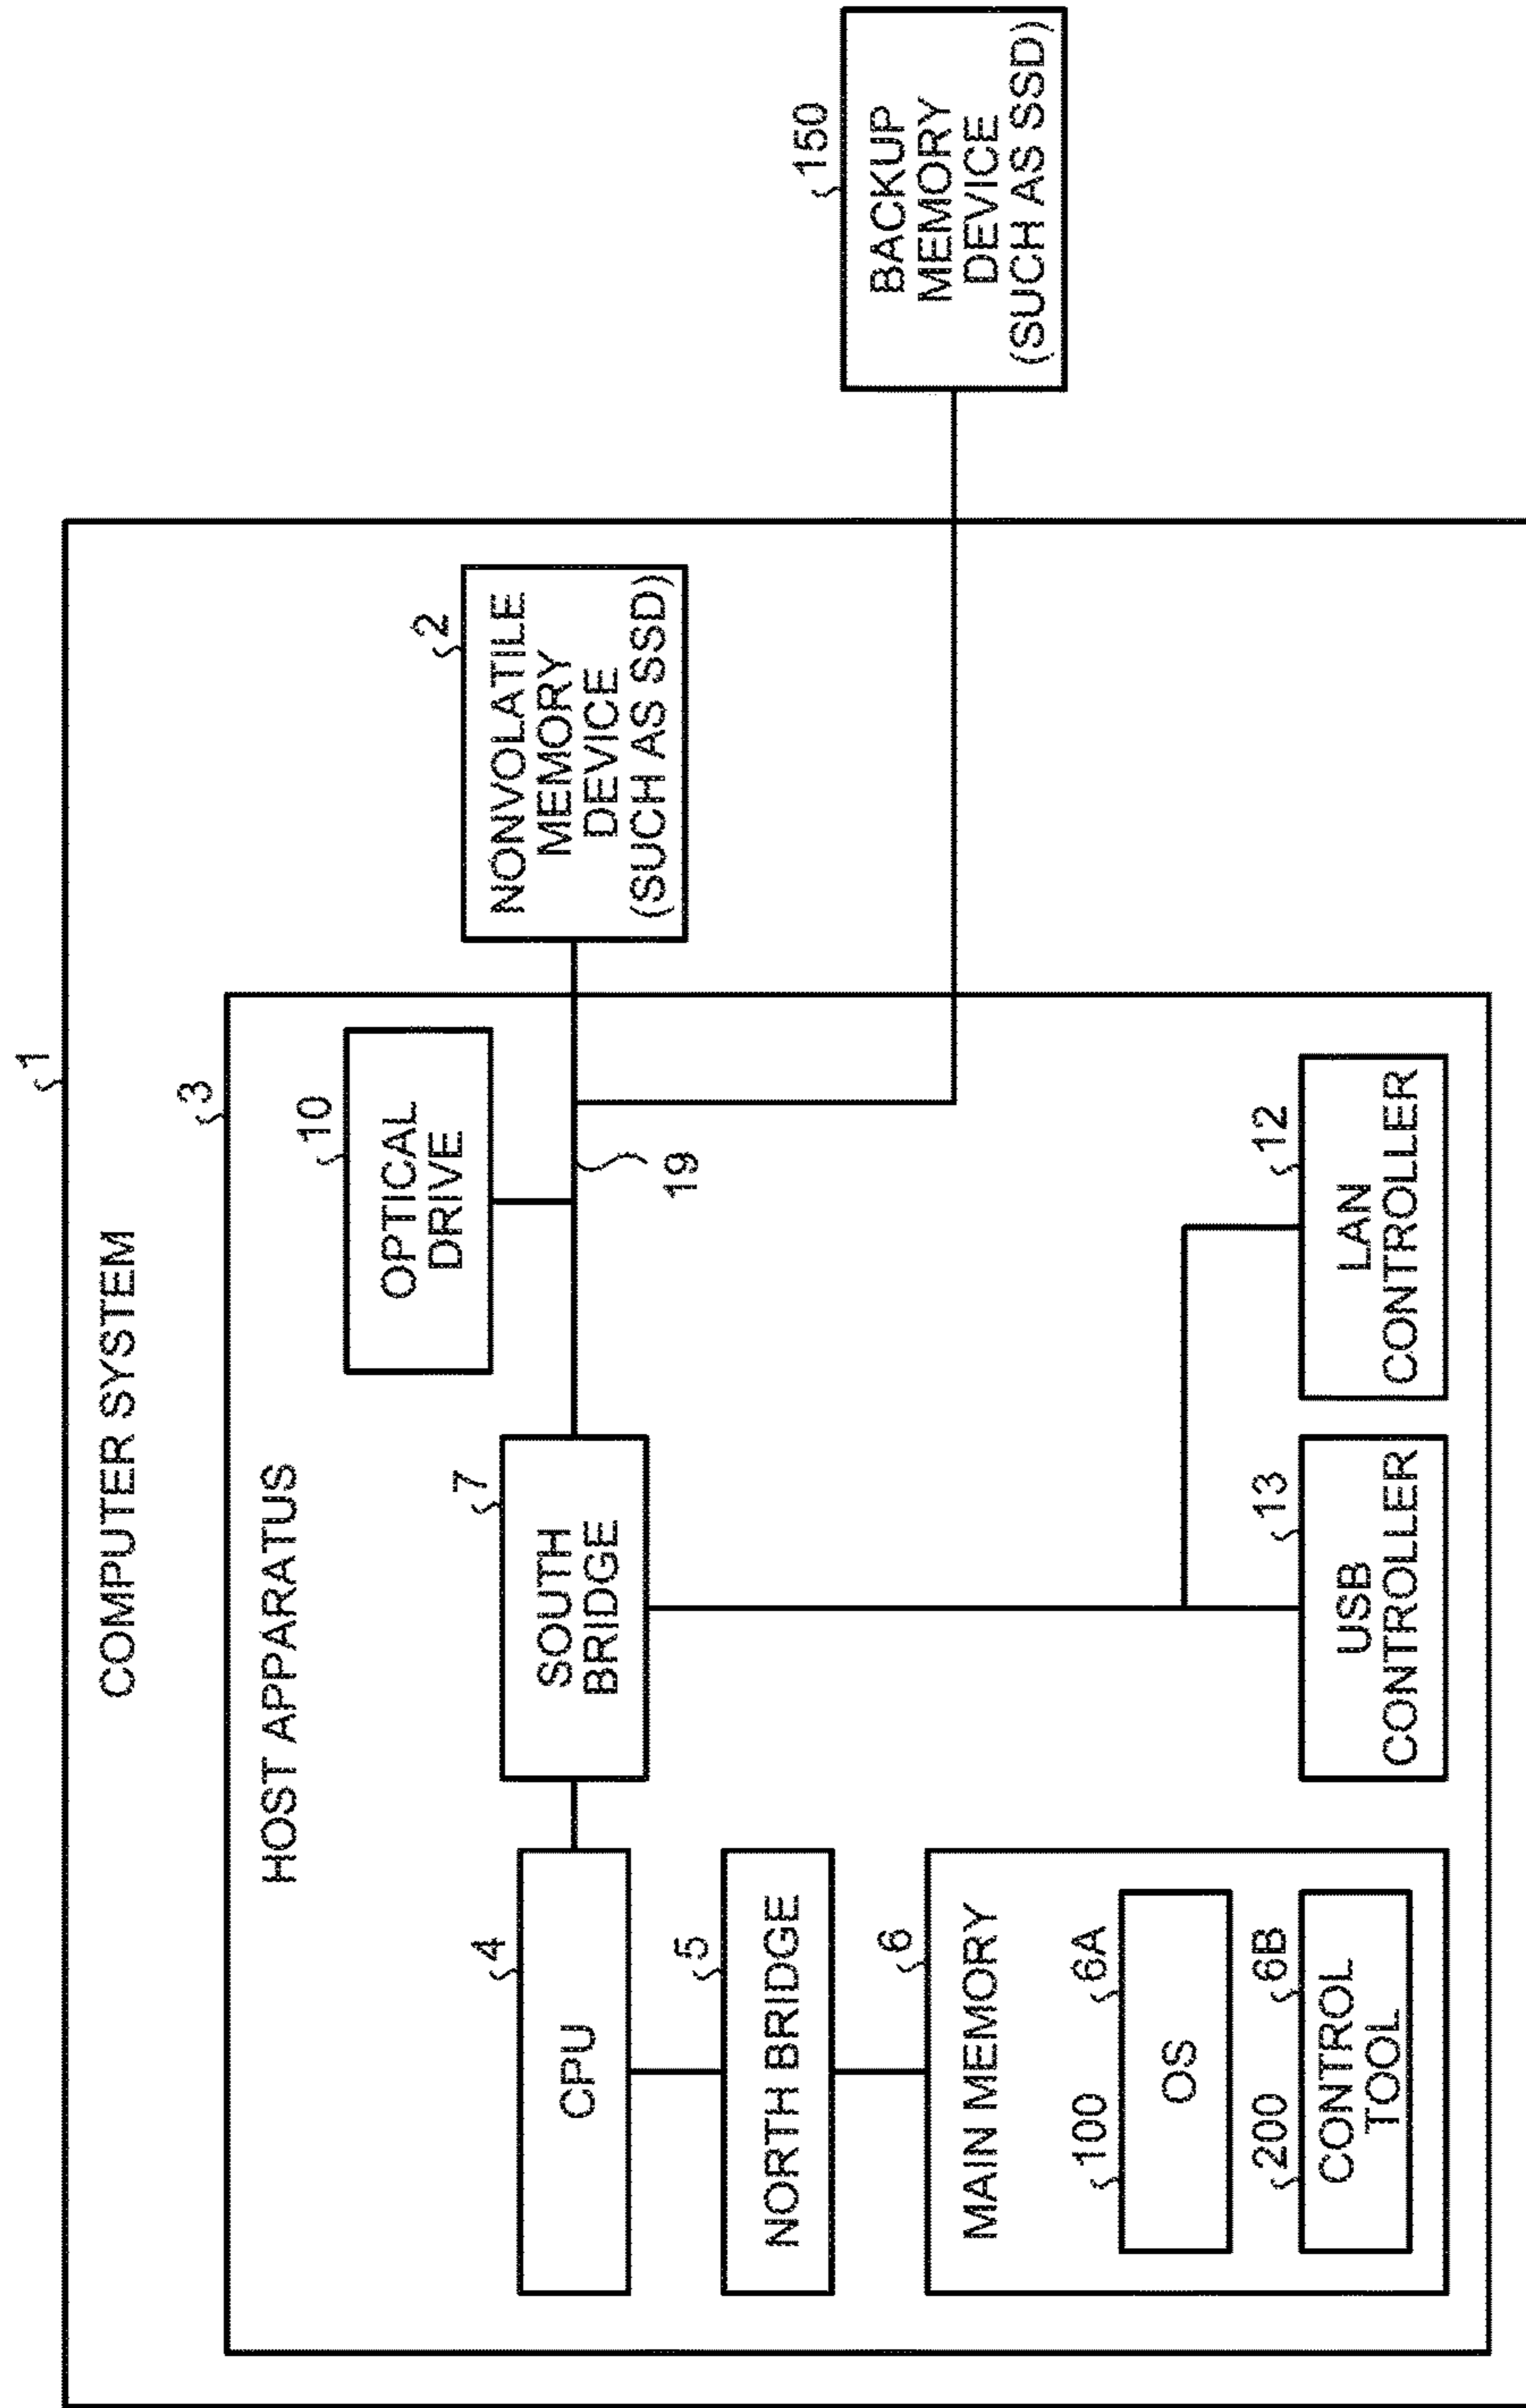 1
COMPUTER SYSTEM
3
HOST APPARATUS
10
OPTICAL
DRIVE
2
NONVOLATILE
MEMORY
DEVICE
(SUCH AS SSD)
4
CPU
7
SOUTH
BRIDGE
19
150
BACKUP
MEMORY
DEVICE
(SUCH AS SSD)
5
NORTH BRIDGE
6
MAIN MEMORY
100
6A
OS
200
6B
CONTROL
TOOL
13
USB
CONTROLLER
12
LAN
CONTROLLER